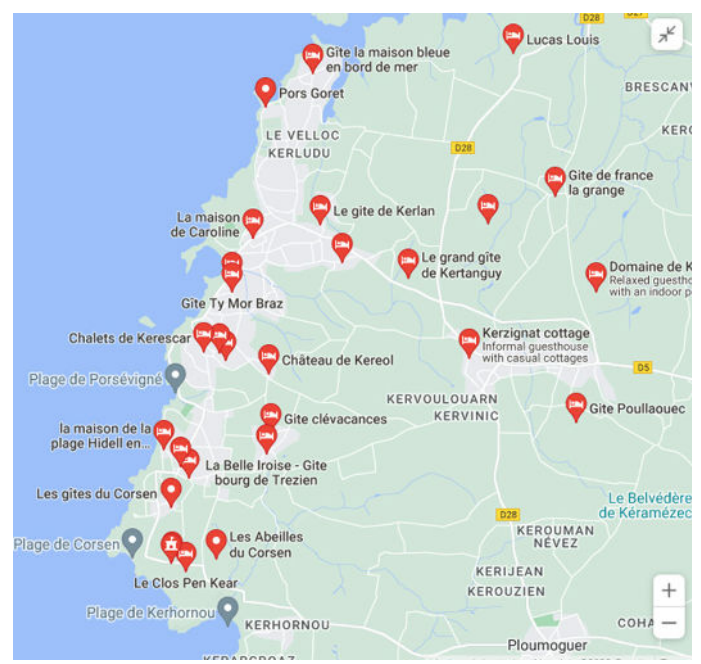 D28
D27
Lucas Louis
Gîte la maison bleue
en bord de mer
BRESCANV
Pors Goret
LE VELLOC
KERLUDU
D28
KERG
Gite de france
la grange
La maison
de Caroline
Le gite de Kerlan
Le grand gîte
de Kertanguy
Domaine de K
Relaxed guestho
with an indoor p
Gîte Ty Mor Braz
Chalets de Kerescar
Kerzignat cottage
Informal guesthouse
with casual cottages
Château de Kereol
D5
Plage de Porsévigné
KERVOULOUARN
KERVINIC
Gite Poullaouec
Gite clévacances
la maison de la
plage Hidell en...
La Belle Iroise - Gite
bourg de Trezien
Les gîtes du Corsen
Le Belvédère
de Kéramézec
D28
KEROUMAN
NÉVEZ
Plage de Corsen
Les Abeilles
du Corsen
KERIJEAN
KEROUZIEN
Le Clos Pen Kear
Plage de Kerhornou
KERHORNOU
COHA
Ploumoguer